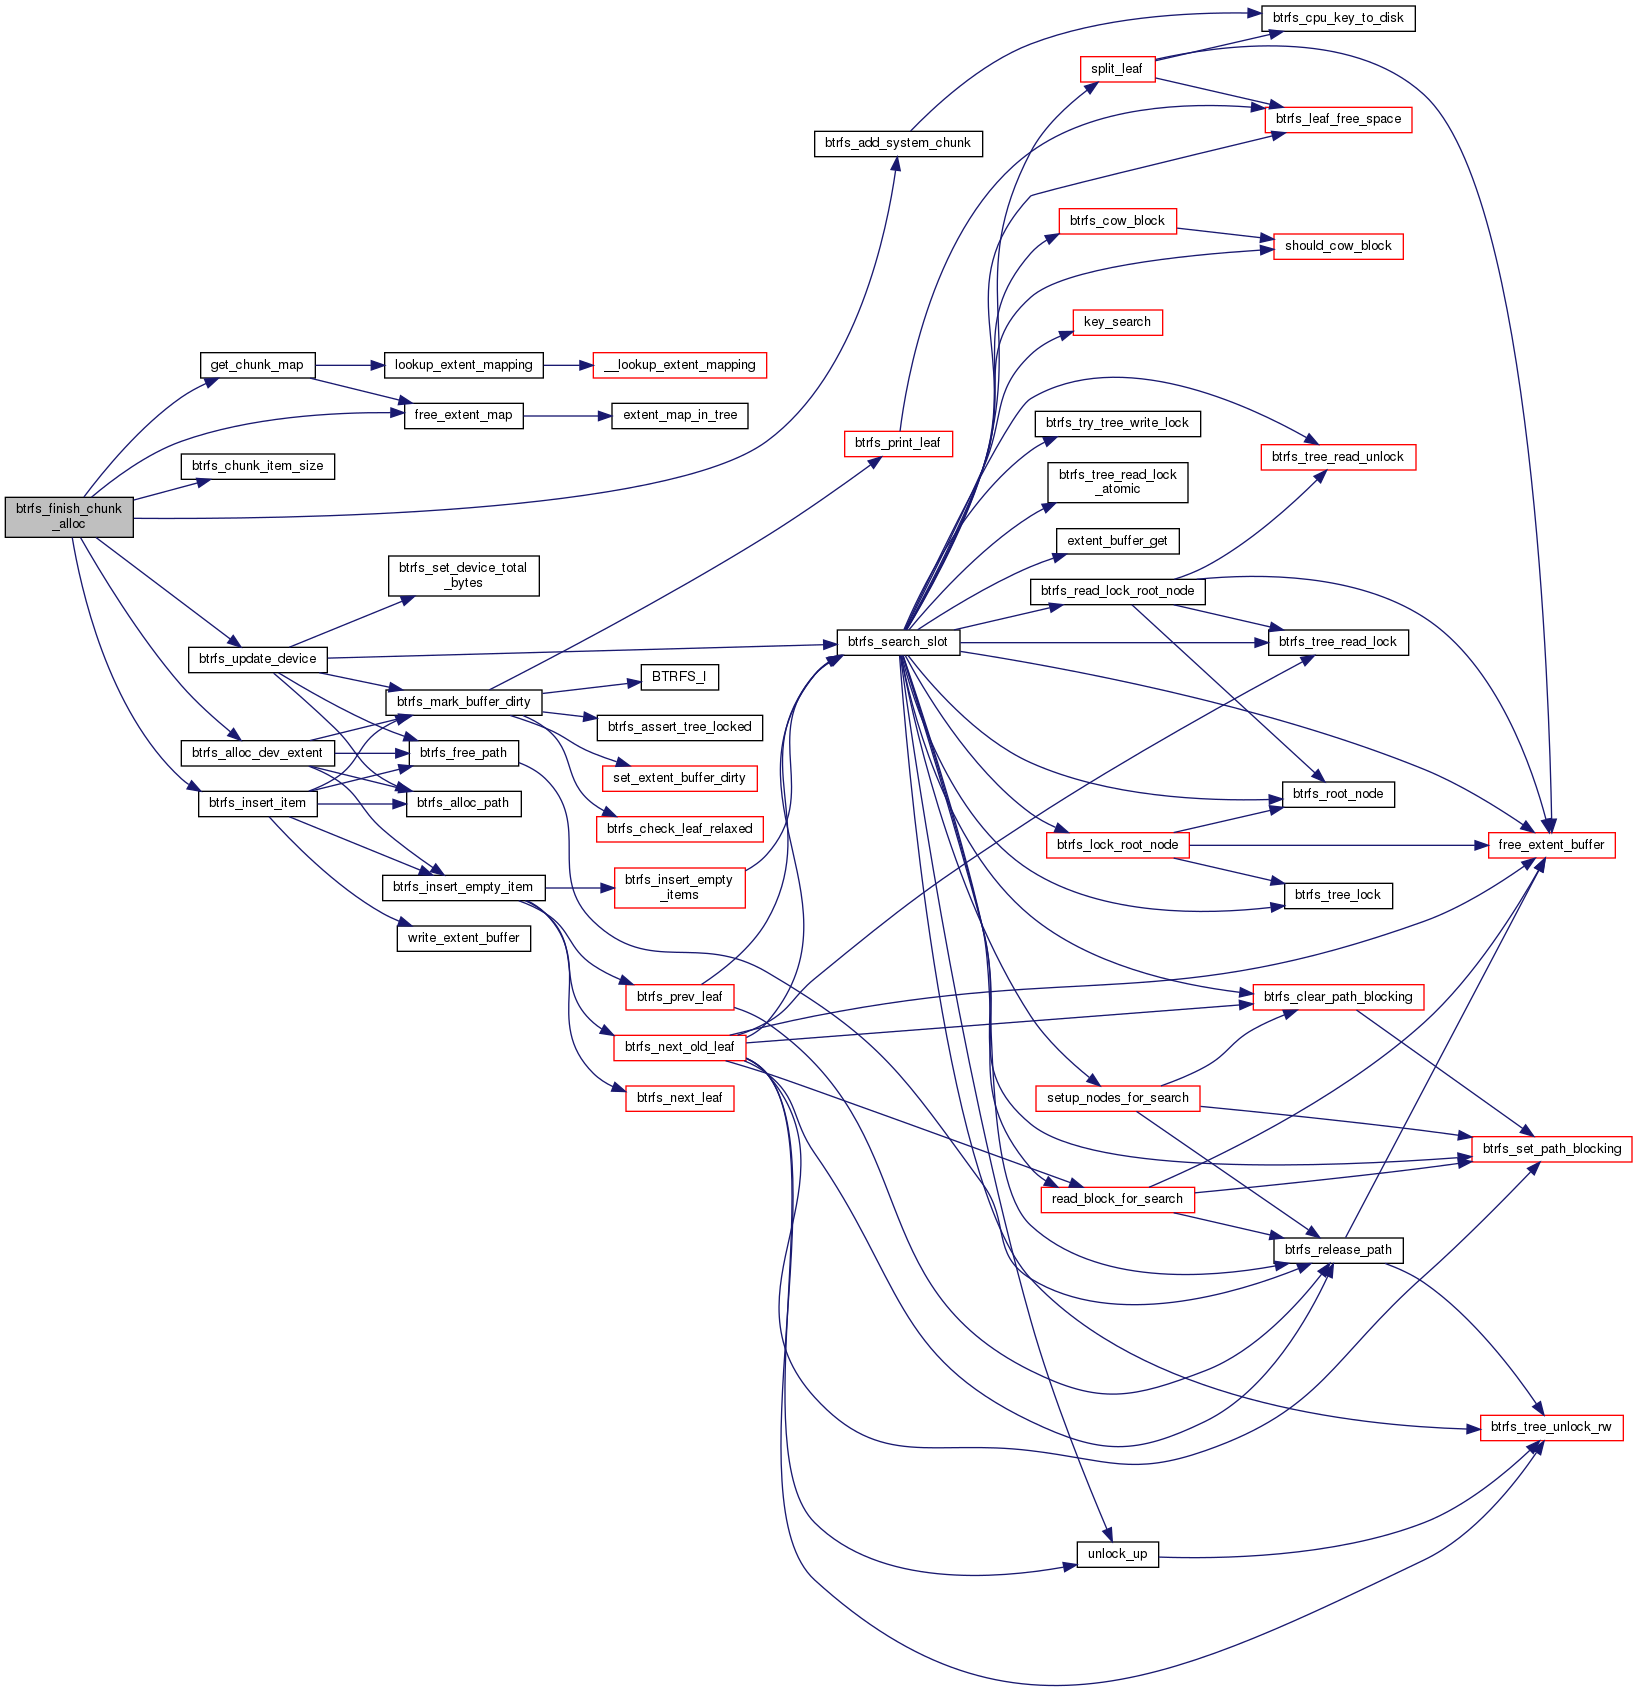 btrfs_cpu_key_to_disk
split_leaf
btrfs_leaf_free_space
btrfs_add_system_chunk
btrfs_cow_block
should_cow_block
key_search
get_chunk_map
lookup_extent_mapping
__lookup_extent_mapping
free_extent_map
extent_map_in_tree
btrfs_try_tree_write_lock
btrfs_print_leaf
btrfs_tree_read_unlock
btrfs_chunk_item_size
btrfs_tree_read_lock
_atomic
btrfs_finish_chunk
_alloc
extent_buffer_get
btrfs_set_device_total
_bytes
btrfs_read_lock_root_node
btrfs_search_slot
btrfs_tree_read_lock
btrfs_update_device
BTRFS_I
btrfs_mark_buffer_dirty
btrfs_assert_tree_locked
btrfs_alloc_dev_extent
btrfs_free_path
set_extent_buffer_dirty
btrfs_root_node
btrfs_insert_item
btrfs_alloc_path
btrfs_check_leaf_relaxed
btrfs_lock_root_node
free_extent_buffer
btrfs_insert_empty_item
btrfs_insert_empty
_items
btrfs_tree_lock
write_extent_buffer
btrfs_prev_leaf
btrfs_clear_path_blocking
btrfs_next_old_leaf
btrfs_next_leaf
setup_nodes_for_search
btrfs_set_path_blocking
read_block_for_search
btrfs_release_path
btrfs_tree_unlock_rw
unlock_up